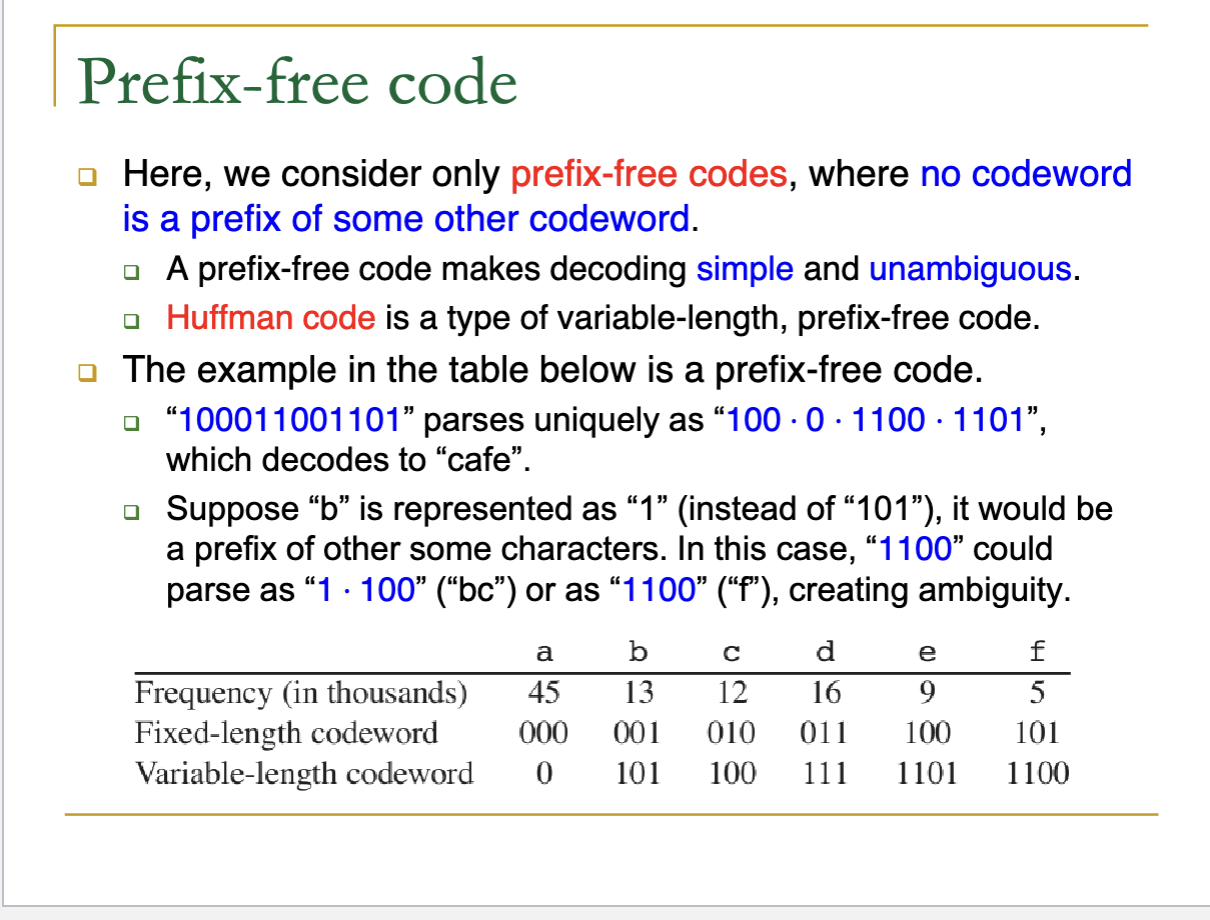 Prefix-free code
Here, we consider only prefix-free codes, where no codeword
is a prefix of some other codeword.
A prefix-free code makes decoding simple and unambiguous.
Huffman code is a type of variable-length, prefix-free code.
The example in the table below is a prefix-free code.
“100011001101” parses uniquely as “100 · 0 · 1100 · 1101”,
which decodes to “cafe”.
Suppose “b” is represented as “1” (instead of “101”), it would be
a prefix of other some characters. In this case, “1100” could
parse as “1 · 100” (“bc”) or as “1100” (“f”), creating ambiguity.
a b c d e f
Frequency (in thousands) 45 13 12 16 9 5
Fixed-length codeword 000 001 010 011 100 101
Variable-length codeword 0 101 100 111 1101 1100